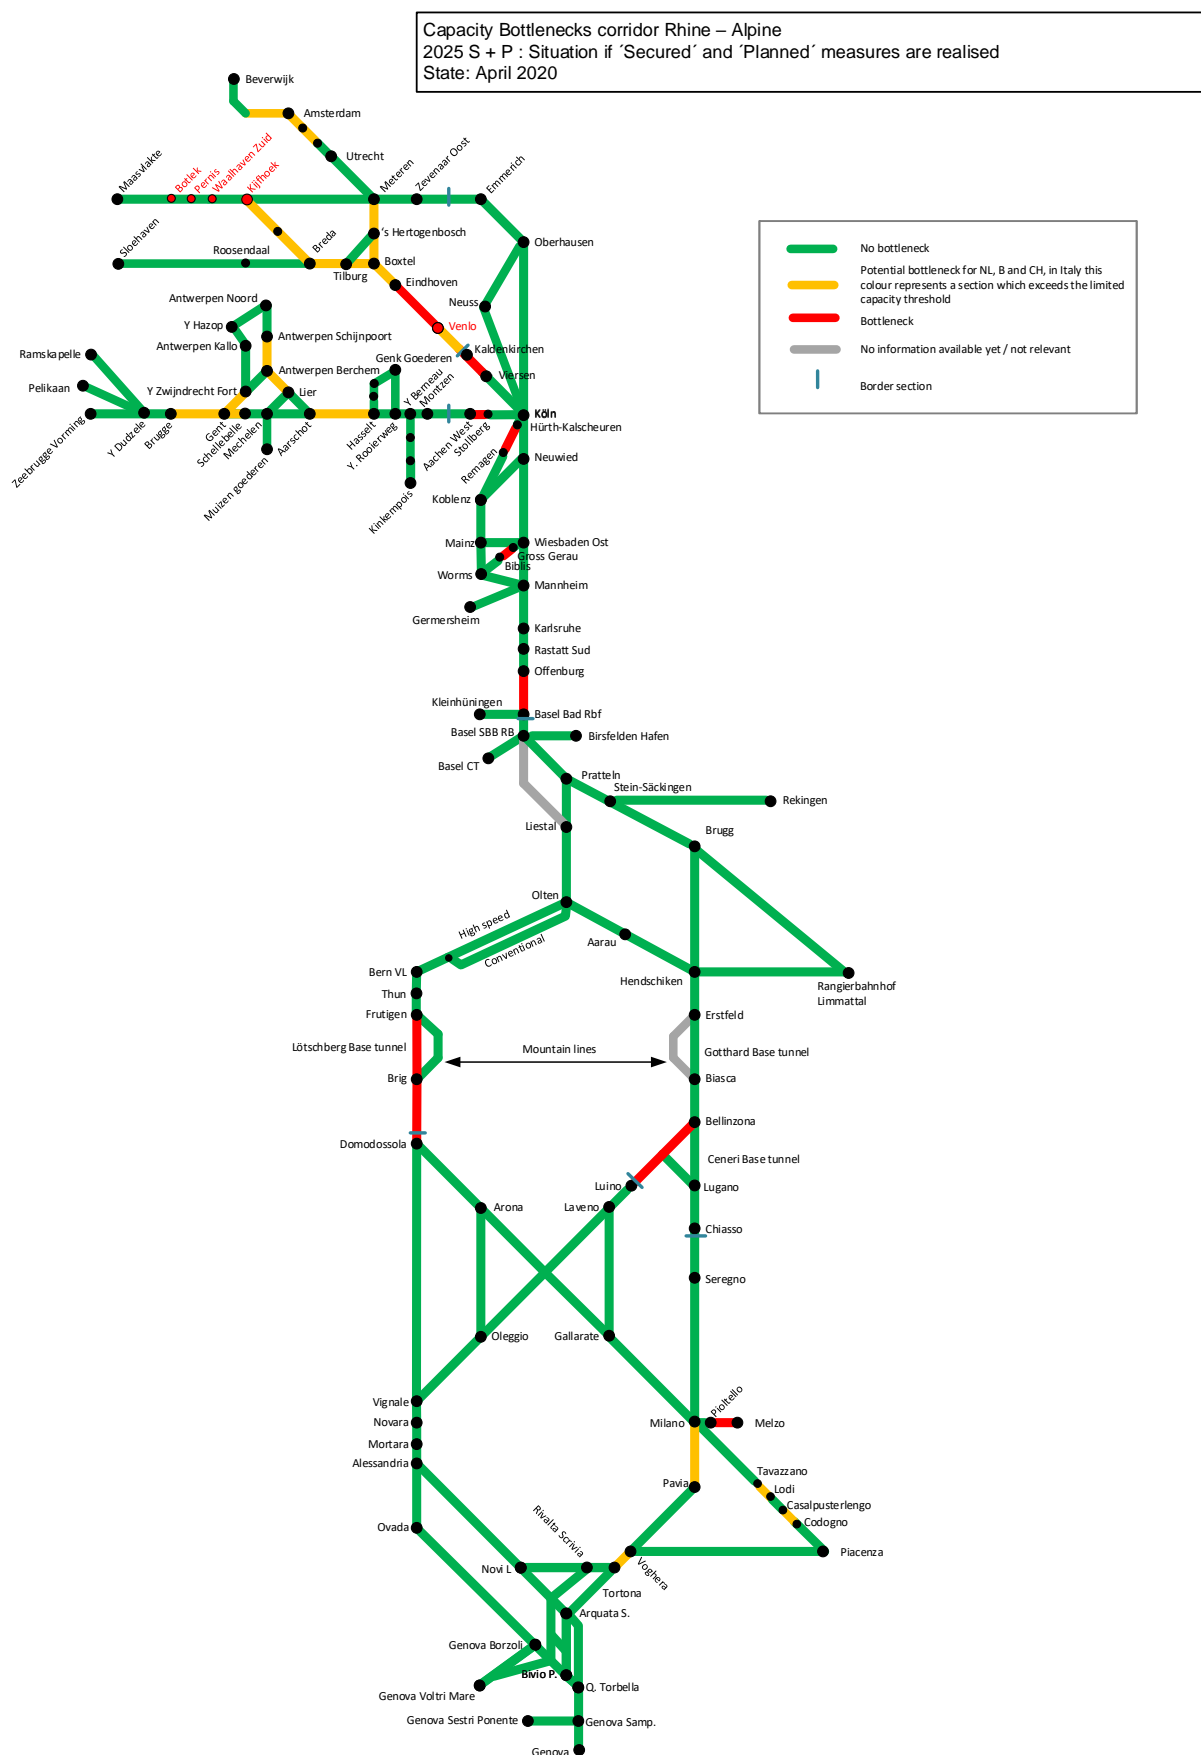 Capacity Bottlenecks corridor Rhine – Alpine
2025 S + P : Situation if ´Secured´ and ´Planned´ measures are realised
State: April 2020
Beverwijk
Amsterdam
Utrecht
Maasvlakte
Botlek
Pernis
Waalhaven Zuid
Kijfhoek
Meteren
Zevenaar Oost
Emmerich
Sloehaven
Roosendaal
Breda
Tilburg
's Hertogenbosch
Boxtel
Eindhoven
Oberhausen
Neuss
Venlo
Kaldenkirchen
Viersen
No bottleneck
Potential bottleneck for NL, B and CH, in Italy this
colour represents a section which exceeds the limited
capacity threshold
Bottleneck
No information available yet / not relevant
Border section
Antwerpen Noord
Y Hazop
Antwerpen Schijnpoort
Antwerpen Kallo
Ramskapelle
Pelikaan
Antwerpen Berchem
Genk Goederen
Y Zwijndrecht Fort
Lier
Y Berneau
Montzen
Köln
Hürth-Kalscheuren
Zeebrugge Vorming
Y Dudzele
Brugge
Gent
Schellebelle
Mechelen
Muizen goederen
Aarschot
Hasselt
Y. Rooierweg
Kinkempois
Aachen West
Stollberg
Remagen
Neuwied
Koblenz
Mainz
Wiesbaden Ost
Gross Gerau
Biblis
Worms
Mannheim
Germersheim
Karlsruhe
Rastatt Sud
Offenburg
Kleinhüningen
Basel Bad Rbf
Basel SBB RB
Birsfelden Hafen
Basel CT
Pratteln
Stein-Säckingen
Rekingen
Liestal
Brugg
Olten
High speed
Conventional
Aarau
Bern VL
Hendschiken
Rangierbahnhof
Limmattal
Thun
Frutigen
Erstfeld
Lötschberg Base tunnel
Mountain lines
Gotthard Base tunnel
Brig
Biasca
Bellinzona
Domodossola
Ceneri Base tunnel
Luino
Lugano
Arona
Laveno
Chiasso
Seregno
Oleggio
Gallarate
Vignale
Novara
Milano
Pioltello
Melzo
Mortara
Alessandria
Tavazzano
Lodi
Casalpusterlengo
Codogno
Pavia
Ovada
Rivalta Scrivia
Voghera
Piacenza
Novi L
Tortona
Arquata S.
Genova Borzoli
Bivio P.
Q. Torbella
Genova Voltri Mare
Genova Sestri Ponente
Genova Samp.
Genova